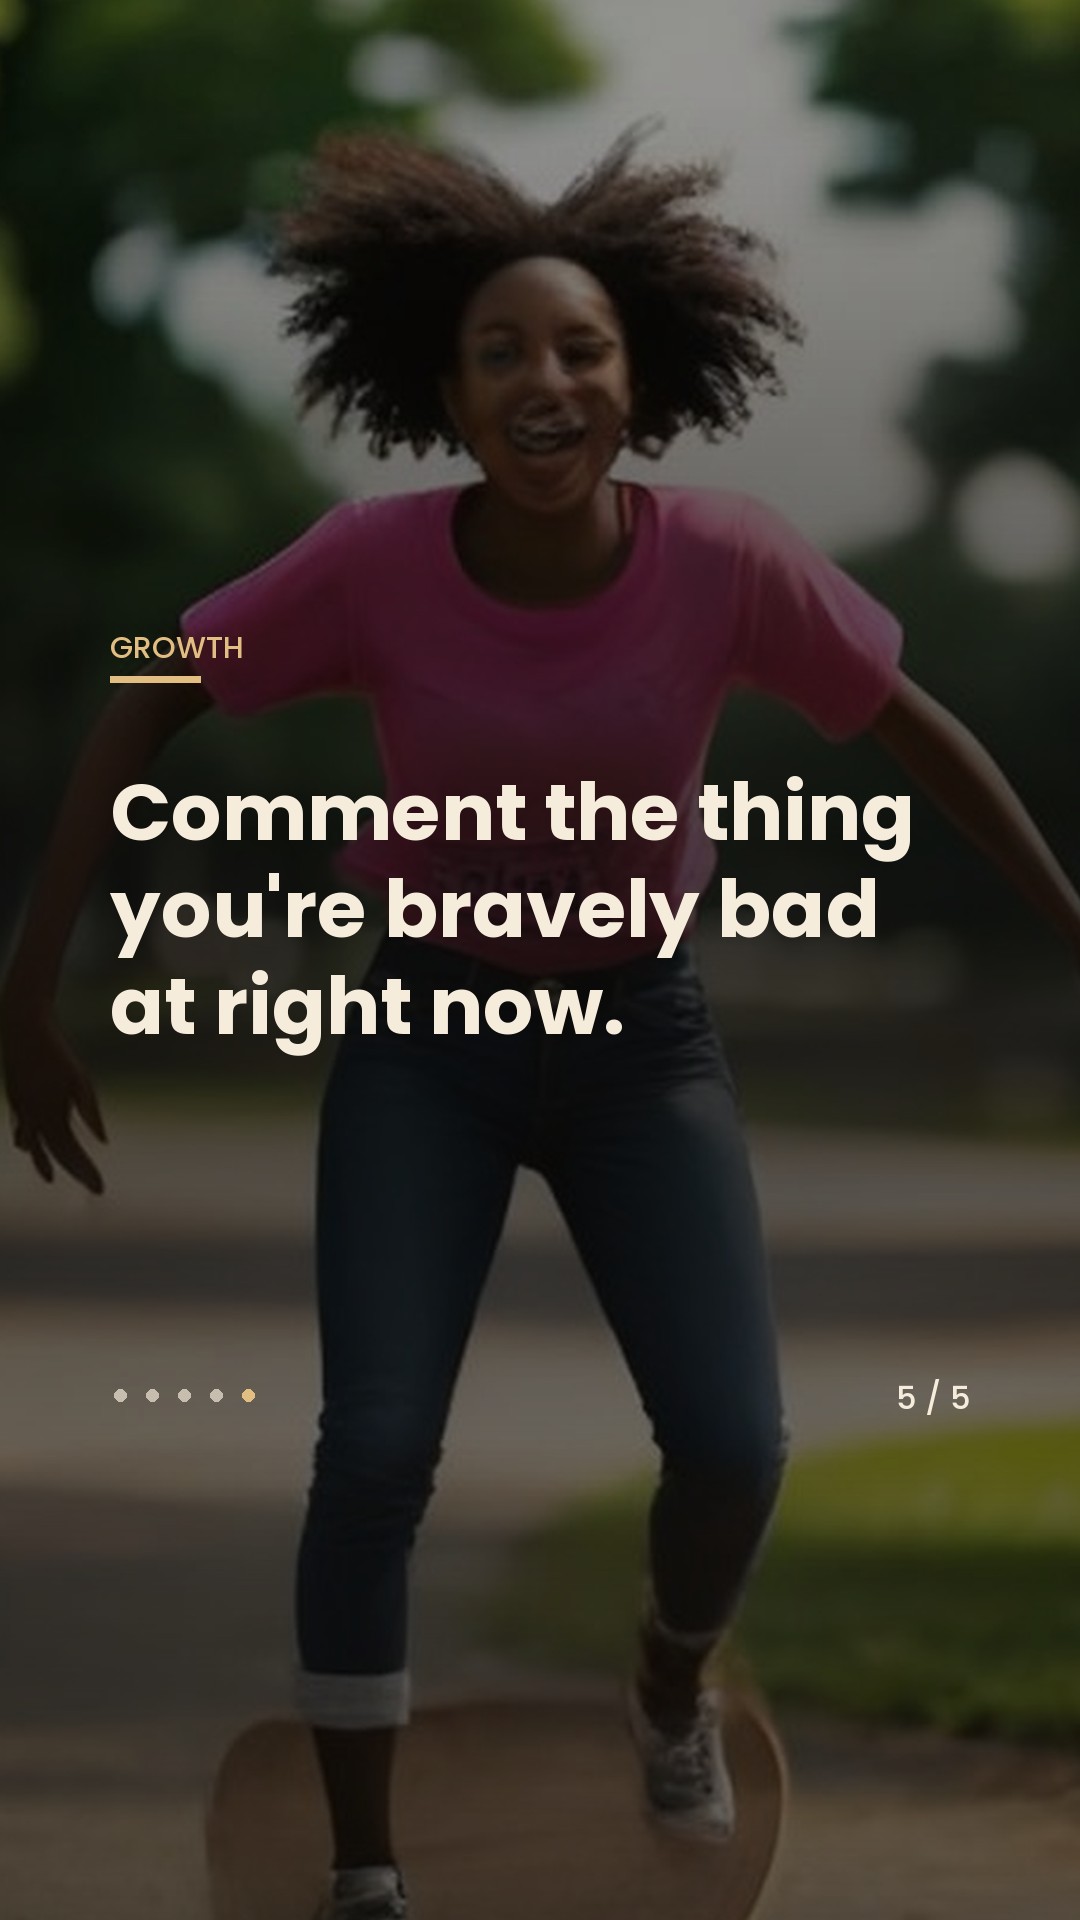 GROWTH
Comment the thing
you're bravely bad
at right now.
5 / 5